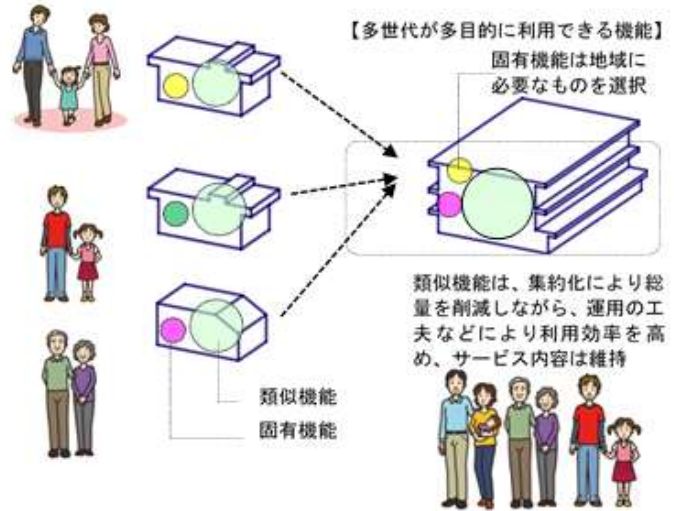 【多世代が多目的に利用できる機能】
固有機能は地域に
必要なものを選択
類似機能は、集約化により総
量を削減しながら、運用の工
夫などにより利用効率を高
め、サービス内容は維持
類似機能
固有機能